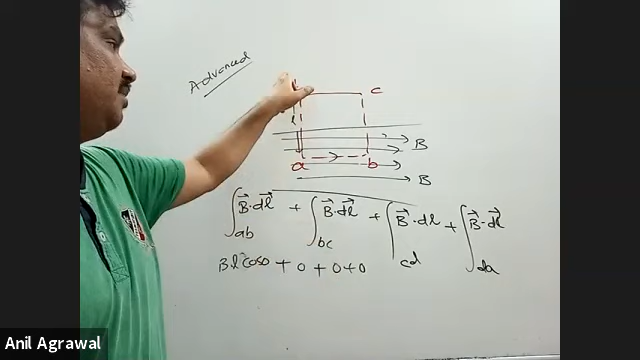 Advanced
c
B
a b
B
∫ab B⃗·dl⃗ + ∫bc B⃗·dl⃗ + ∫cd B⃗·dl + ∫da B⃗·dl⃗
Bl cos0 + 0 + 0+0
Anil Agrawal